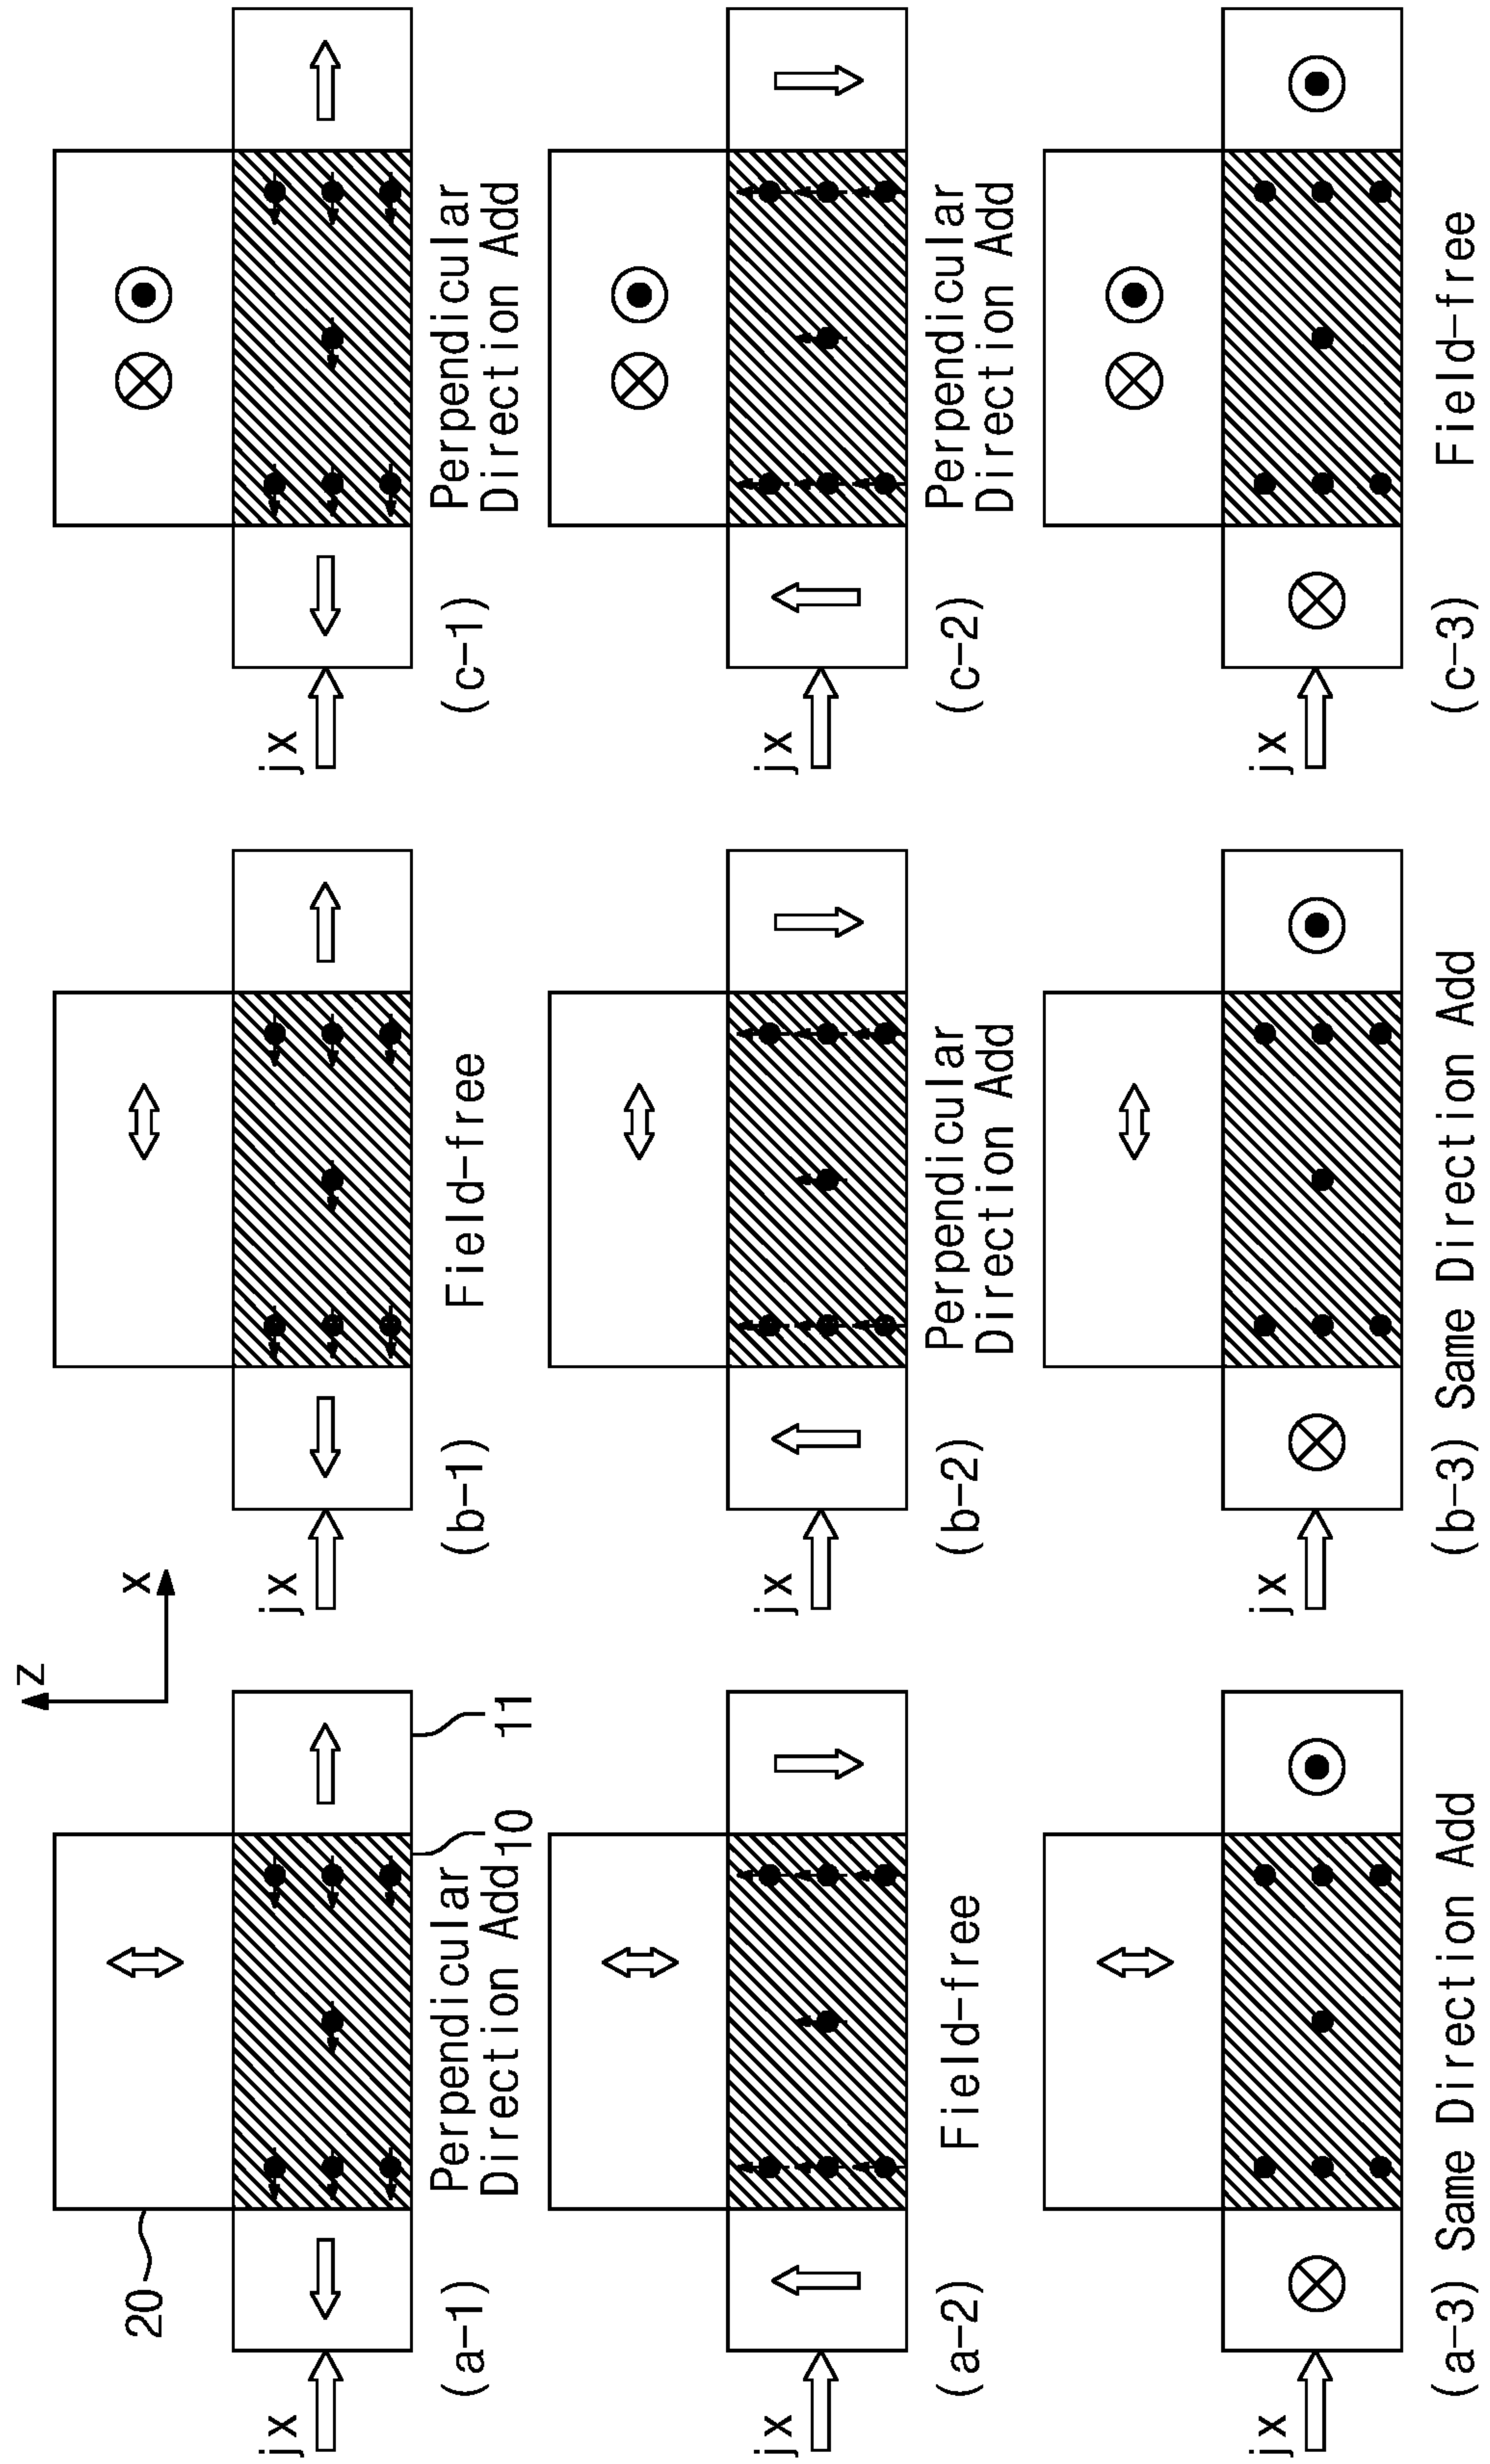 z
x
20
jx
(a-1)
Perpendicular
Direction Add
10
11
jx
(b-1)
Field-free
jx
(c-1)
Perpendicular
Direction Add
jx
(a-2)
Field-free
jx
(b-2)
Perpendicular
Direction Add
jx
(c-2)
Perpendicular
Direction Add
jx
(a-3) Same Direction Add
jx
(b-3) Same Direction Add
jx
(c-3)
Field-free